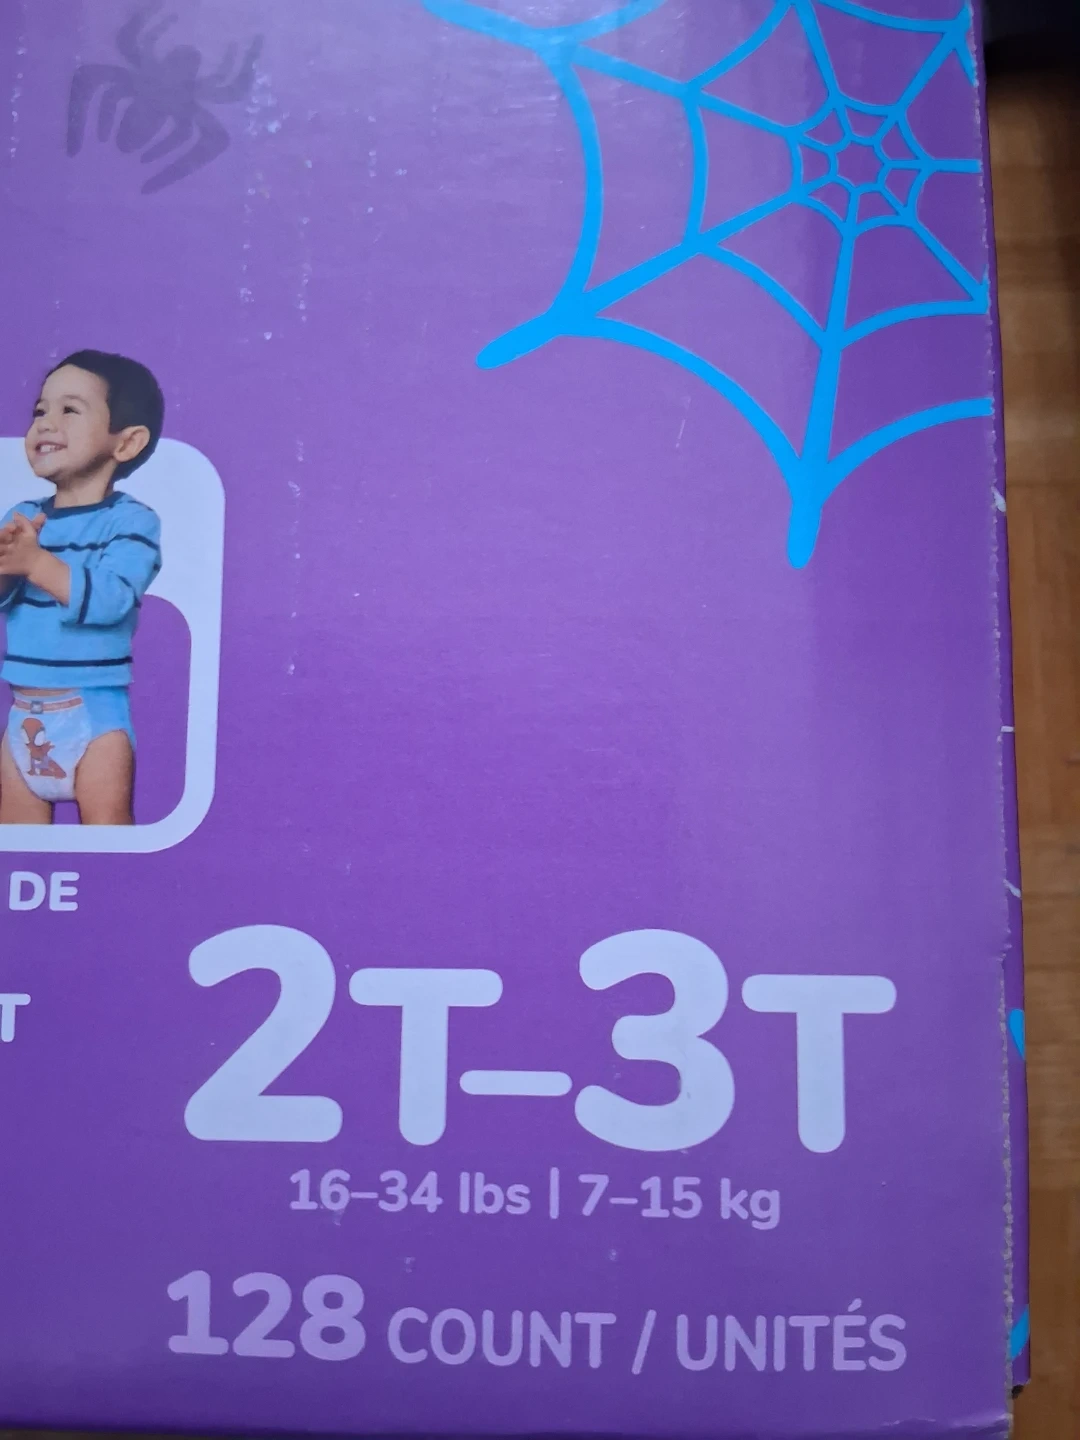 DE
T
2T–3T
16–34 lbs | 7–15 kg
128 COUNT / UNITÉS